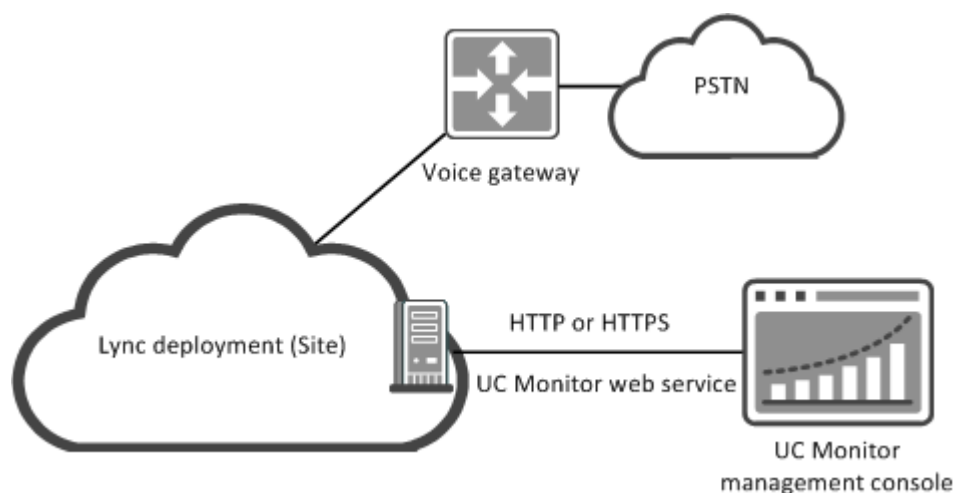 PSTN
Voice gateway
Lync deployment (Site)
HTTP or HTTPS
UC Monitor web service
UC Monitor
management console